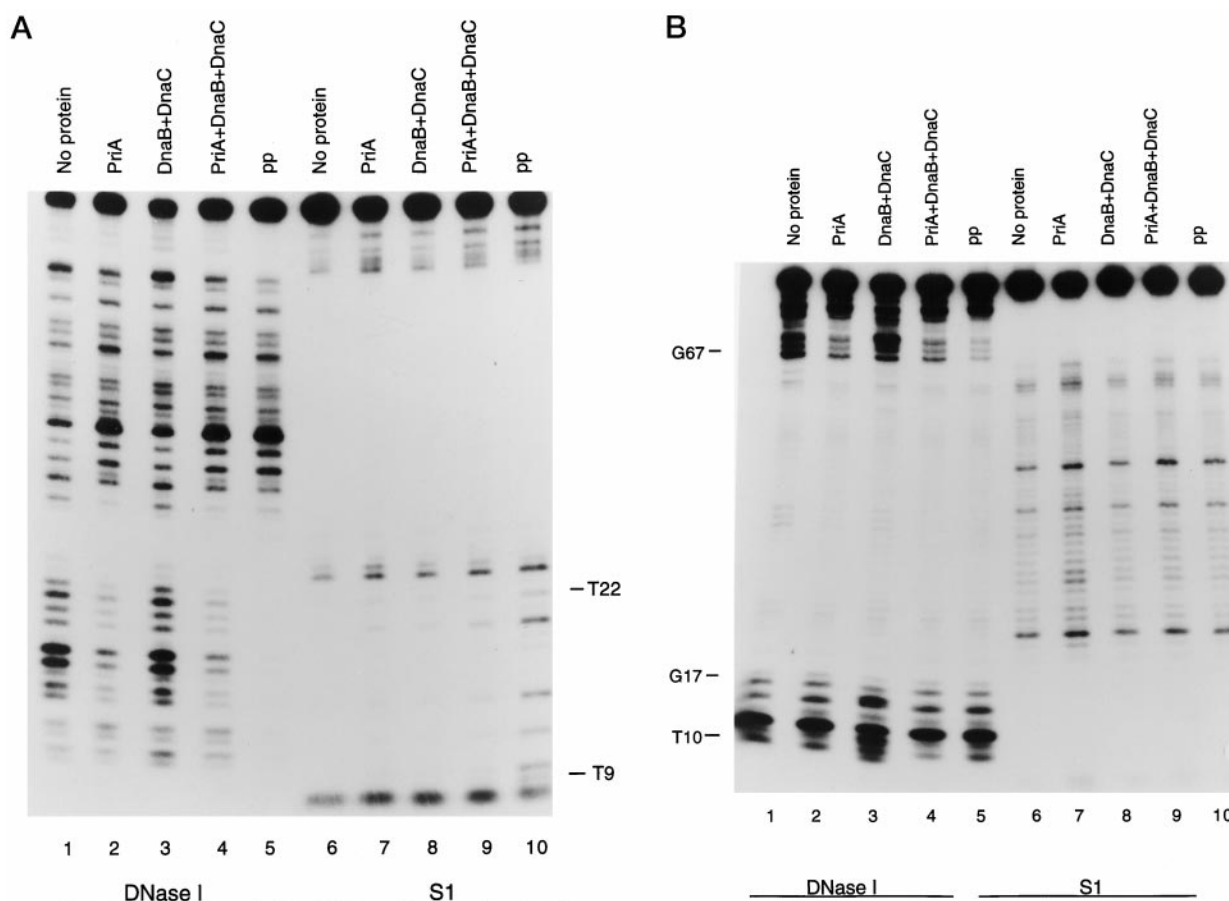 A
No protein
PriA
DnaB+DnaC
PriA+DnaB+DnaC
pp
No protein
PriA
DnaB+DnaC
PriA+DnaB+DnaC
pp
T22
T9
1 2 3 4 5 6 7 8 9 10
DNase I S1
B
No protein
PriA
DnaB+DnaC
PriA+DnaB+DnaC
pp
No protein
PriA
DnaB+DnaC
PriA+DnaB+DnaC
pp
G67
G17
T10
1 2 3 4 5 6 7 8 9 10
DNase I S1